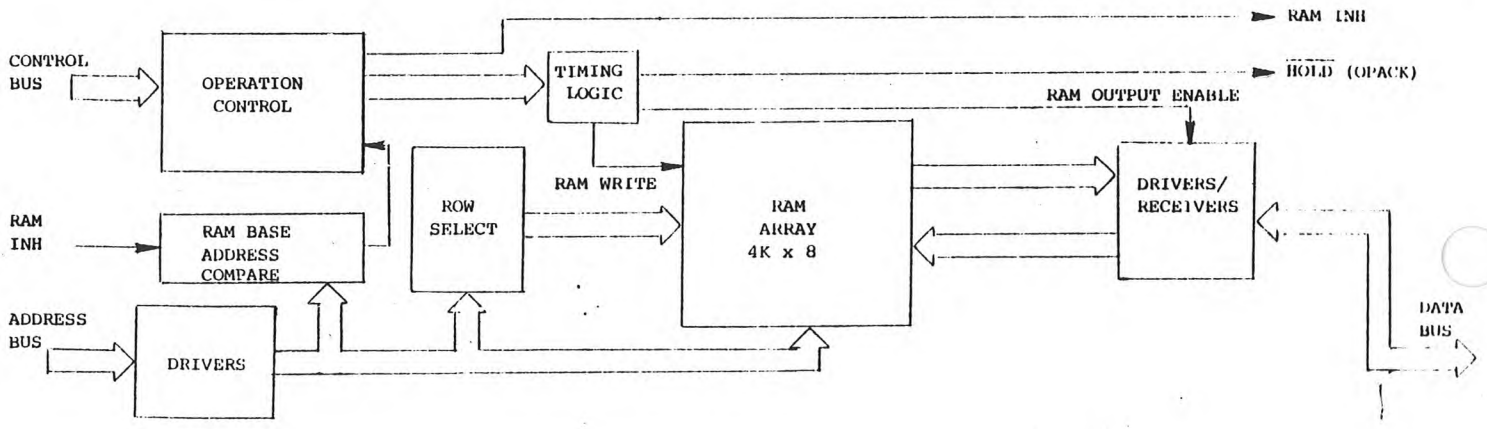 RAM INH
CONTROL
BUS
OPERATION
CONTROL
TIMING
LOGIC
HOLD (OPACK)
RAM OUTPUT ENABLE
RAM WRITE
ROW
SELECT
RAM
ARRAY
4K x 8
DRIVERS/
RECEIVERS
RAM
INH
RAM BASE
ADDRESS
COMPARE
ADDRESS
BUS
DRIVERS
DATA
BUS